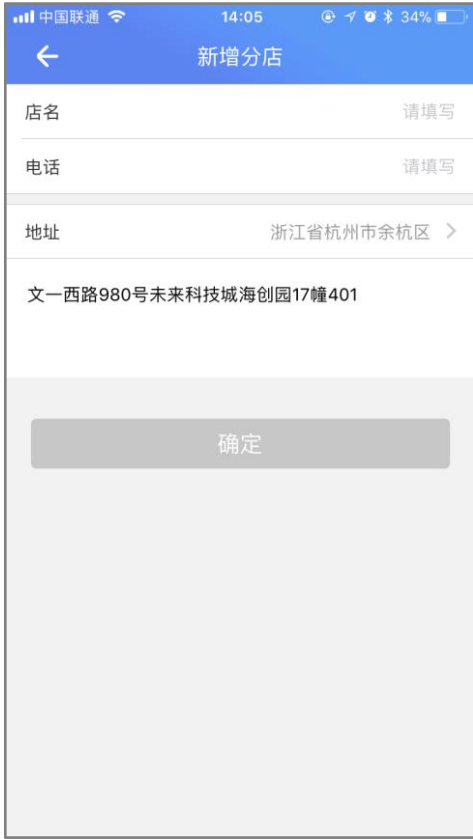 中国联通 14:05 34%
新增分店
店名 请填写
电话 请填写
地址 浙江省杭州市余杭区
文一西路980号未来科技城海创园17幢401
确定